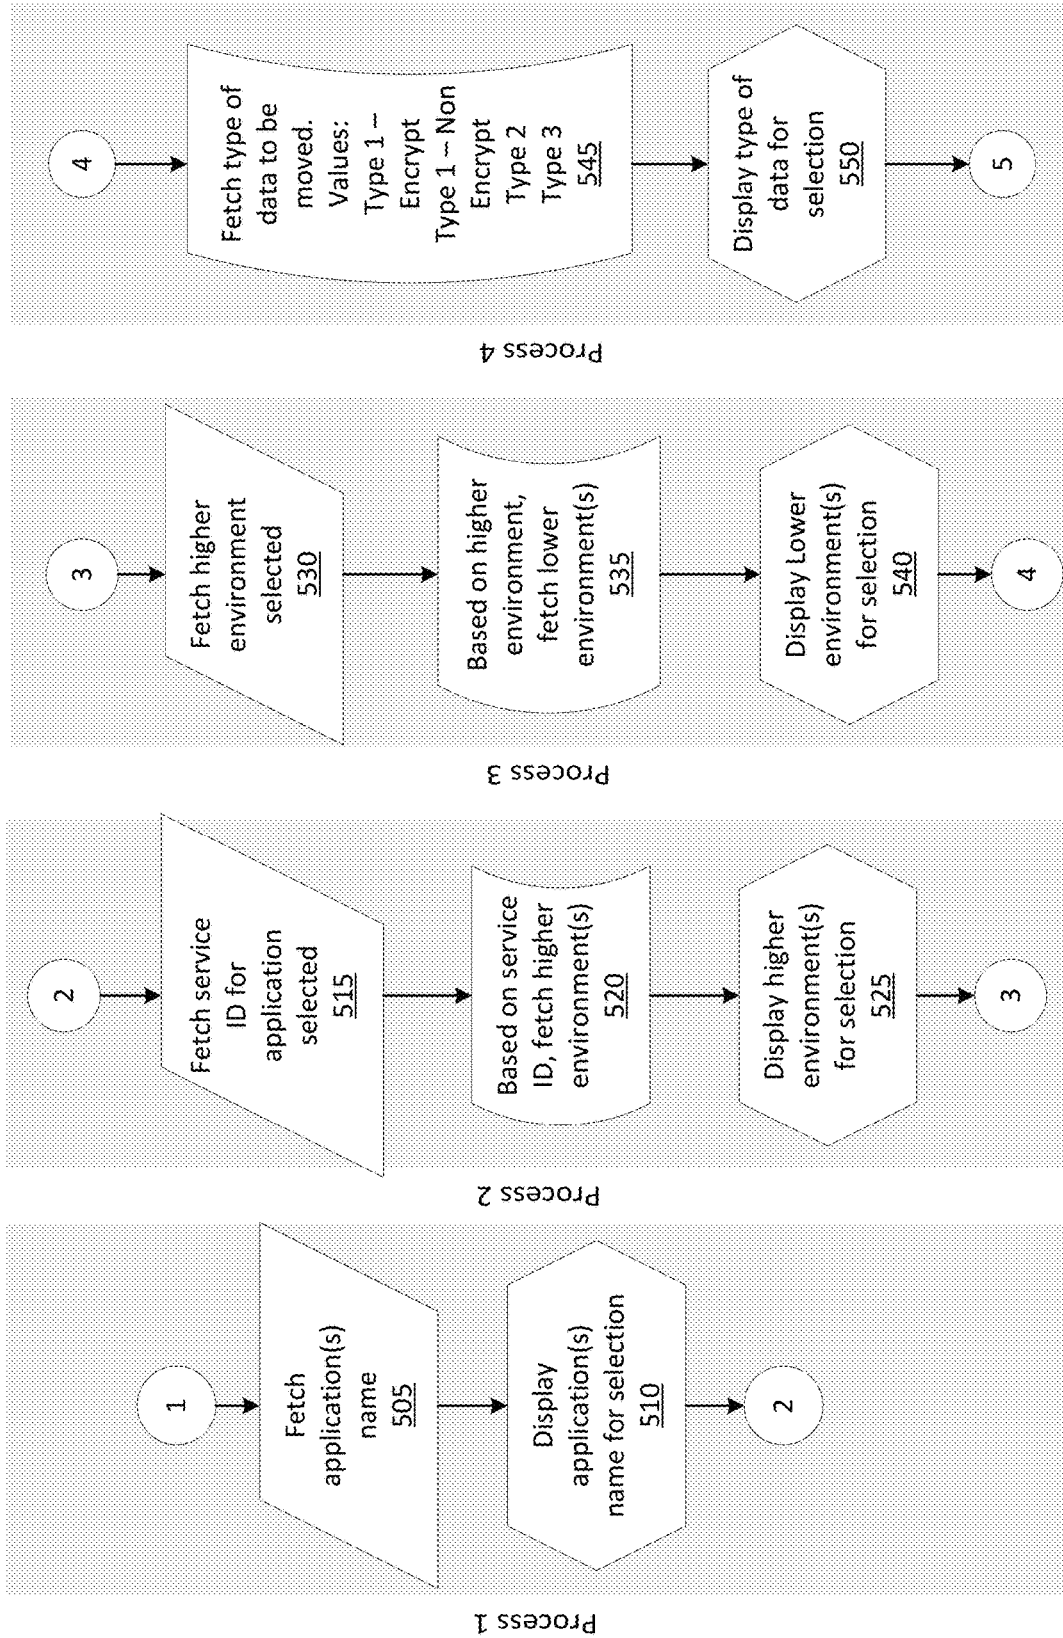 Process 1
1
Fetch
application(s)
name
505
Display
application(s)
name for selection
510
2
Process 2
2
Fetch service
ID for
application
selected
515
Based on service
ID, fetch higher
environment(s)
520
Display higher
environment(s)
for selection
525
3
Process 3
3
Fetch higher
environment
selected
530
Based on higher
environment,
fetch lower
environment(s)
535
Display Lower
environment(s)
for selection
540
4
Process 4
4
Fetch type of
data to be
moved.
Values:
Type 1 –
Encrypt
Type 1 – Non
Encrypt
Type 2
Type 3
545
Display type of
data for
selection
550
5